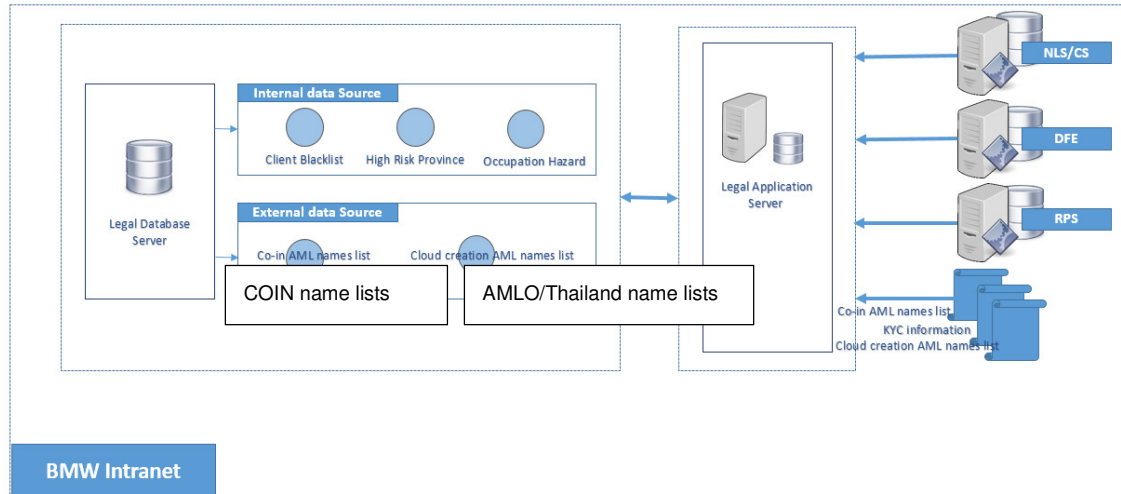 NLS/CS
Internal data Source
Client Blacklist
High Risk Province
Occupation Hazard
DFE
Legal Database
Server
Legal Application
Server
External data Source
RPS
Co-in AML names list
Cloud creation AML names list
COIN name lists
AMLO/Thailand name lists
Co-in AML names list
KYC information
Cloud creation AML names list
BMW Intranet